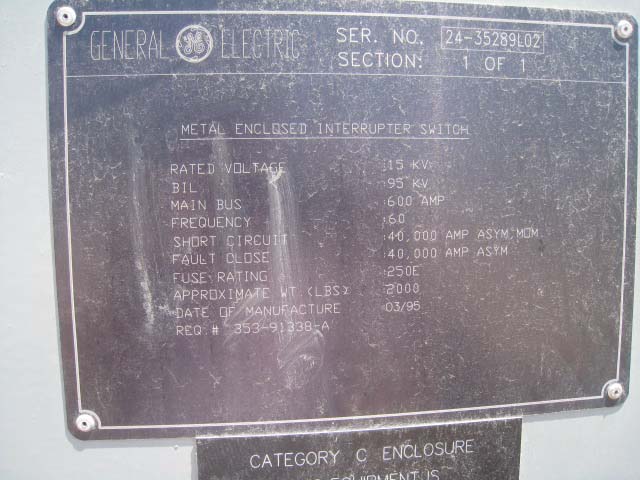 GENERAL GE ELECTRIC SER. NO. 24-35289L02
SECTION: 1 OF 1
METAL ENCLOSED INTERRUPTER SWITCH
RATED VOLTAGE :15 KV
BIL :95 KV
MAIN BUS :600 AMP
FREQUENCY :60
SHORT CIRCUIT :40,000 AMP ASYM,MOM
FAULT CLOSE :40,000 AMP ASYM
FUSE RATING :250E
APPROXIMATE WT (LBS) :2000
DATE OF MANUFACTURE :03/95
REQ.# 353-91338-A
CATEGORY C ENCLOSURE
EQUIPMENT IS